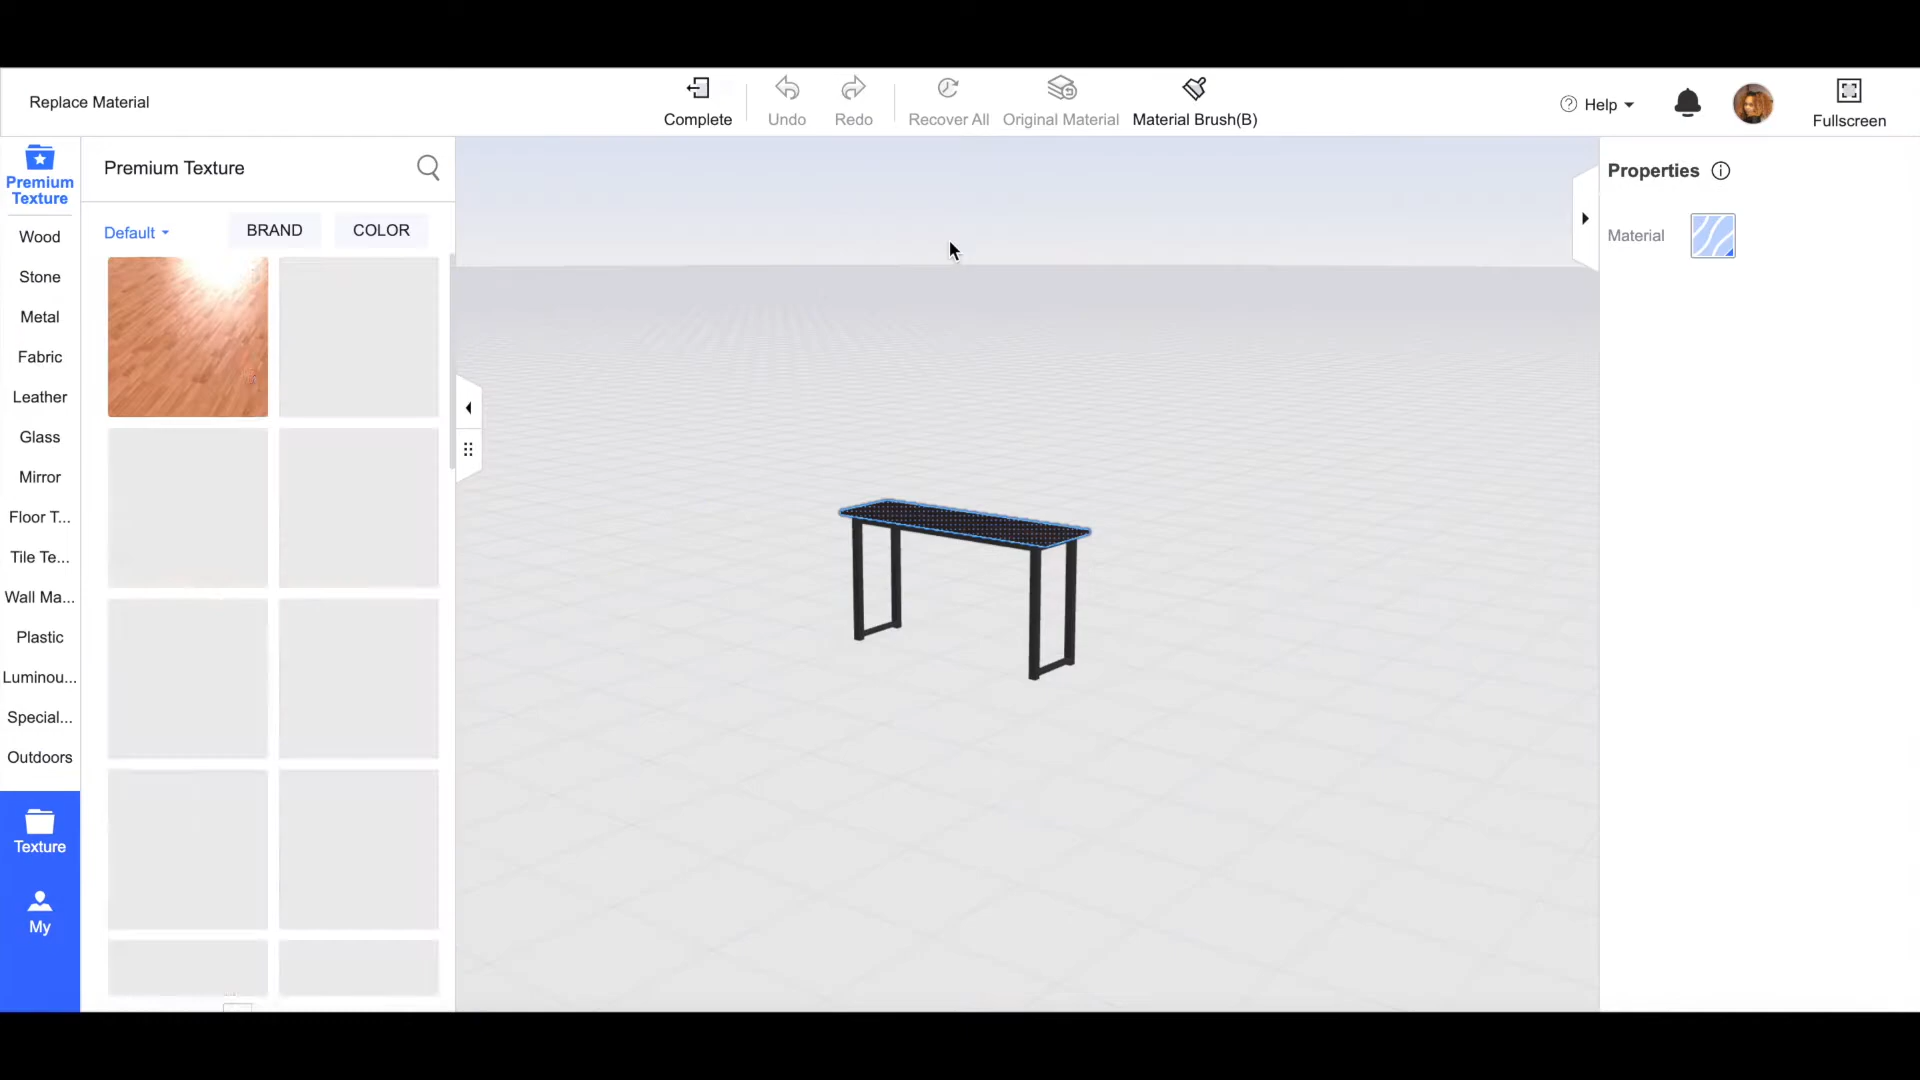 Replace Material
Complete
Undo
Redo
Recover All
Original Material
Material Brush(B)
Help
Fullscreen
Premium
Texture
Wood
Stone
Metal
Fabric
Leather
Glass
Mirror
Floor T...
Tile Te...
Wall Ma...
Plastic
Luminou...
Special...
Outdoors
Texture
My
Premium Texture
Default
BRAND
COLOR
Properties
Material